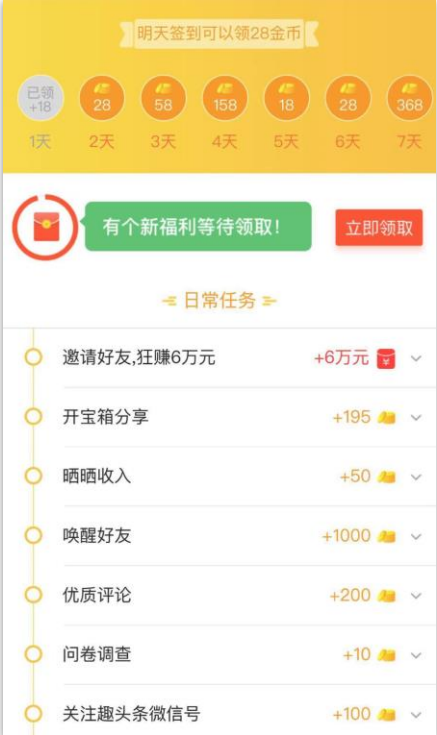 明天签到可以领28金币
已领
+18 28 58 158 18 28 368
1天 2天 3天 4天 5天 6天 7天
有个新福利等待领取! 立即领取
日常任务
邀请好友,狂赚6万元 +6万元 ¥
开宝箱分享 +195
晒晒收入 +50
唤醒好友 +1000
优质评论 +200
问卷调查 +10
关注趣头条微信号 +100